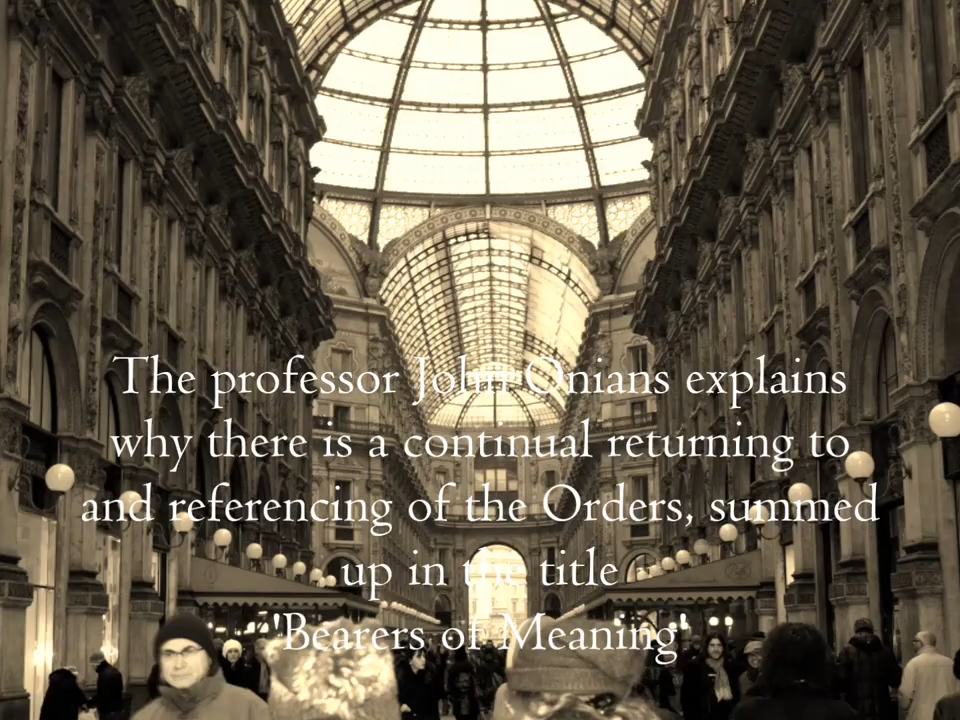 The professor John Onians explains
why there is a continual returning to
and referencing of the Orders, summed
up in the title
'Bearers of Meaning'